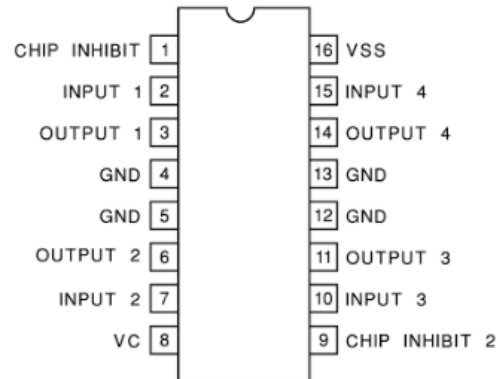 CHIP INHIBIT 1 16 VSS
INPUT 1 2 15 INPUT 4
OUTPUT 1 3 14 OUTPUT 4
GND 4 13 GND
GND 5 12 GND
OUTPUT 2 6 11 OUTPUT 3
INPUT 2 7 10 INPUT 3
VC 8 9 CHIP INHIBIT 2